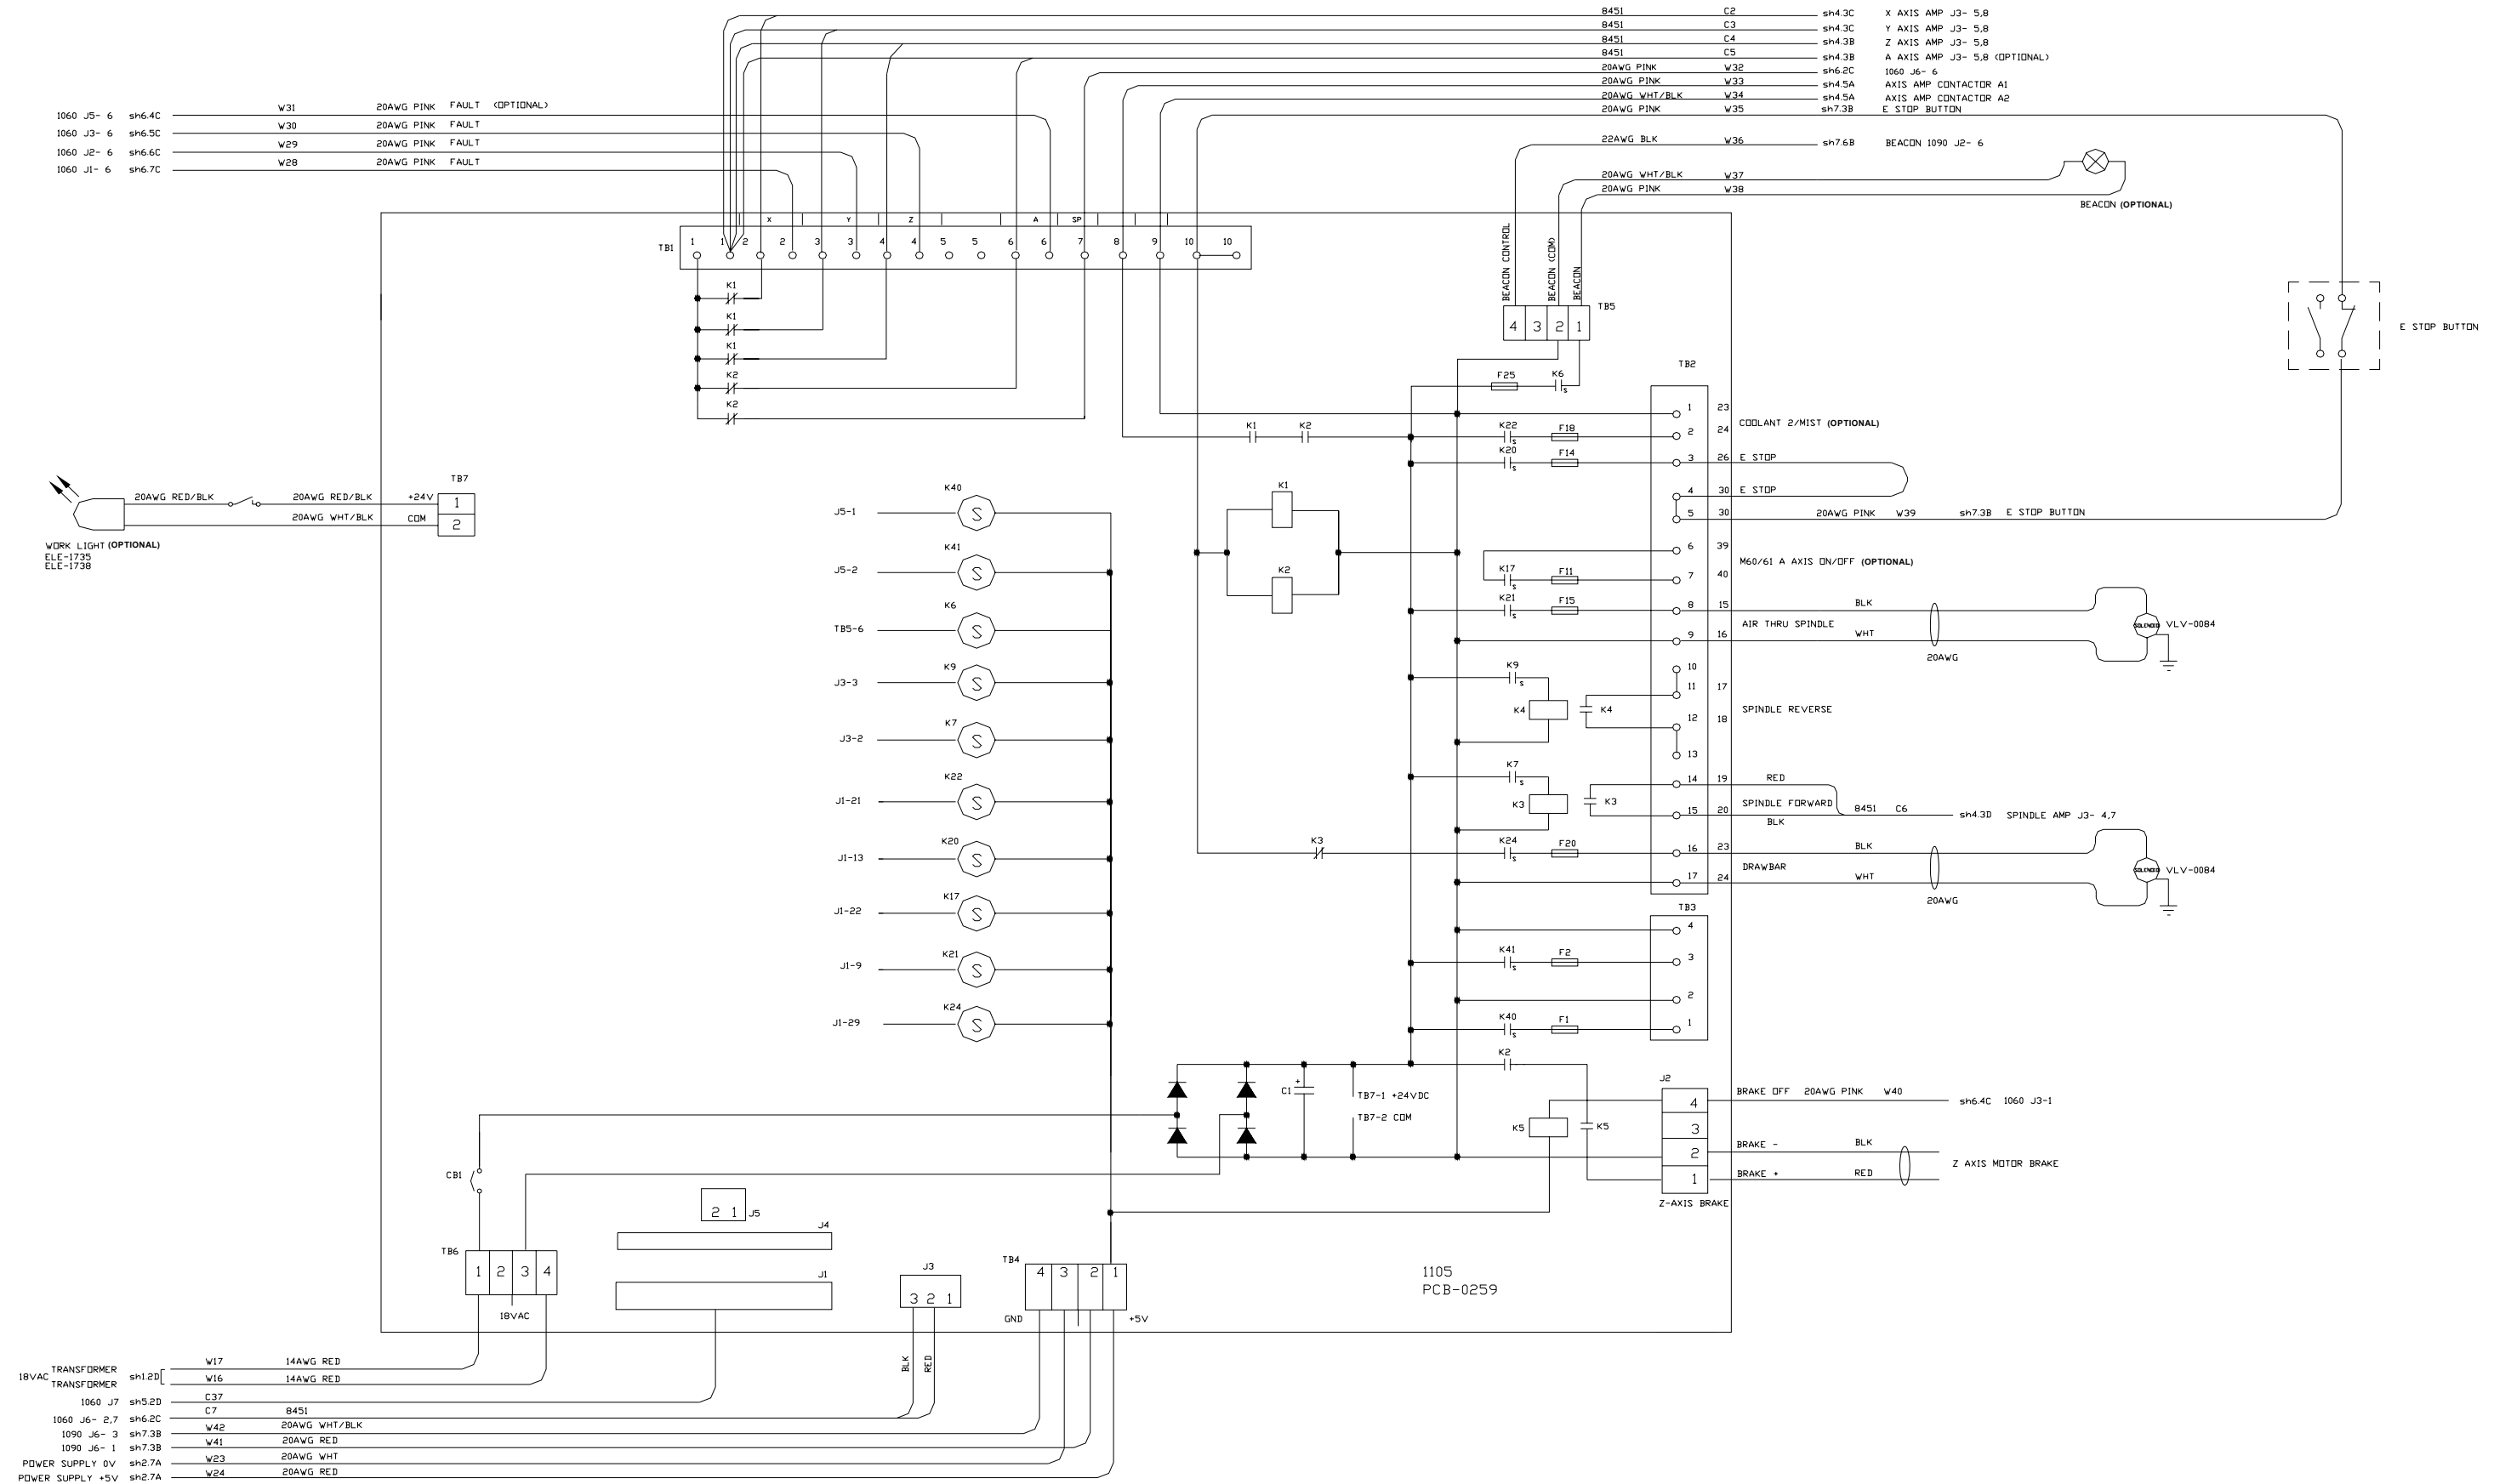 8451 C2 sh4.3C X AXIS AMP J3- 5,8
8451 C3 sh4.3C Y AXIS AMP J3- 5,8
8451 C4 sh4.3B Z AXIS AMP J3- 5,8
8451 C5 sh4.3B A AXIS AMP J3- 5,8 (OPTIONAL)
20AWG PINK W32 sh6.2C 1060 J6- 6
20AWG PINK W33 sh4.5A AXIS AMP CONTACTOR A1
20AWG WHT/BLK W34 sh4.5A AXIS AMP CONTACTOR A2
20AWG PINK W35 sh7.3B E STOP BUTTON
1060 J5- 6 sh6.4C W31 20AWG PINK FAULT (OPTIONAL)
1060 J3- 6 sh6.5C W30 20AWG PINK FAULT
1060 J2- 6 sh6.6C W29 20AWG PINK FAULT
1060 J1- 6 sh6.7C W28 20AWG PINK FAULT
22AWG BLK W36 sh7.6B BEACON 1090 J2- 6
20AWG WHT/BLK W37
20AWG PINK W38
BEACON (OPTIONAL)
X Y Z A SP
TB1 1 1 2 2 3 3 4 4 5 5 6 6 7 8 9 10 10
BEACON CONTROL
BEACON (COM)
BEACON
TB5
4 3 2 1
K1
K1
K1
K2
K2
E STOP BUTTON
F25 K6 s
TB2
1 23
COOLANT 2/MIST (OPTIONAL)
K1 K2 K22 s F18 2 24
K20 s F14 3 26 E STOP
4 30 E STOP
5 30 20AWG PINK W39 sh7.3B E STOP BUTTON
TB7
20AWG RED/BLK 20AWG RED/BLK +24V 1
20AWG WHT/BLK COM 2
WORK LIGHT (OPTIONAL)
ELE-1735
ELE-1738
K1
K2
6 39
M60/61 A AXIS ON/OFF (OPTIONAL)
K17 s F11 7 40
K21 s F15 8 15 BLK
AIR THRU SPINDLE
9 16 WHT
20AWG
SOLENOID VLV-0084
K9 s 10
11 17
K4 K4 SPINDLE REVERSE
12 18
13
K7 s 14 19 RED
K3 K3 SPINDLE FORWARD 8451 C6 sh4.3D SPINDLE AMP J3- 4,7
15 20 BLK
K3 K24 s F20 16 23 BLK
DRAWBAR
17 24 WHT
20AWG
SOLENOID VLV-0084
TB3
4
K41 s F2 3
2
K40 s F1 1
J5-1 K40 S
J5-2 K41 S
TB5-6 K6 S
J3-3 K9 S
J3-2 K7 S
J1-21 K22 S
J1-13 K20 S
J1-22 K17 S
J1-9 K21 S
J1-29 K24 S
K2
C1 +
TB7-1 +24VDC
TB7-2 COM
K5 K5
J2
4 BRAKE OFF 20AWG PINK W40 sh6.4C 1060 J3-1
3
2 BRAKE - BLK
1 BRAKE + RED
Z AXIS MOTOR BRAKE
Z-AXIS BRAKE
CB1
2 1 J5
J4
J1
TB6
1 2 3 4
18VAC
J3
3 2 1
BLK
RED
TB4
4 3 2 1
GND +5V
1105
PCB-0259
18VAC
TRANSFORMER sh1.2D W17 14AWG RED
TRANSFORMER W16 14AWG RED
1060 J7 sh5.2D C37
1060 J6- 2,7 sh6.2C C7 8451
1090 J6- 3 sh7.3B W42 20AWG WHT/BLK
1090 J6- 1 sh7.3B W41 20AWG RED
POWER SUPPLY 0V sh2.7A W23 20AWG WHT
POWER SUPPLY +5V sh2.7A W24 20AWG RED